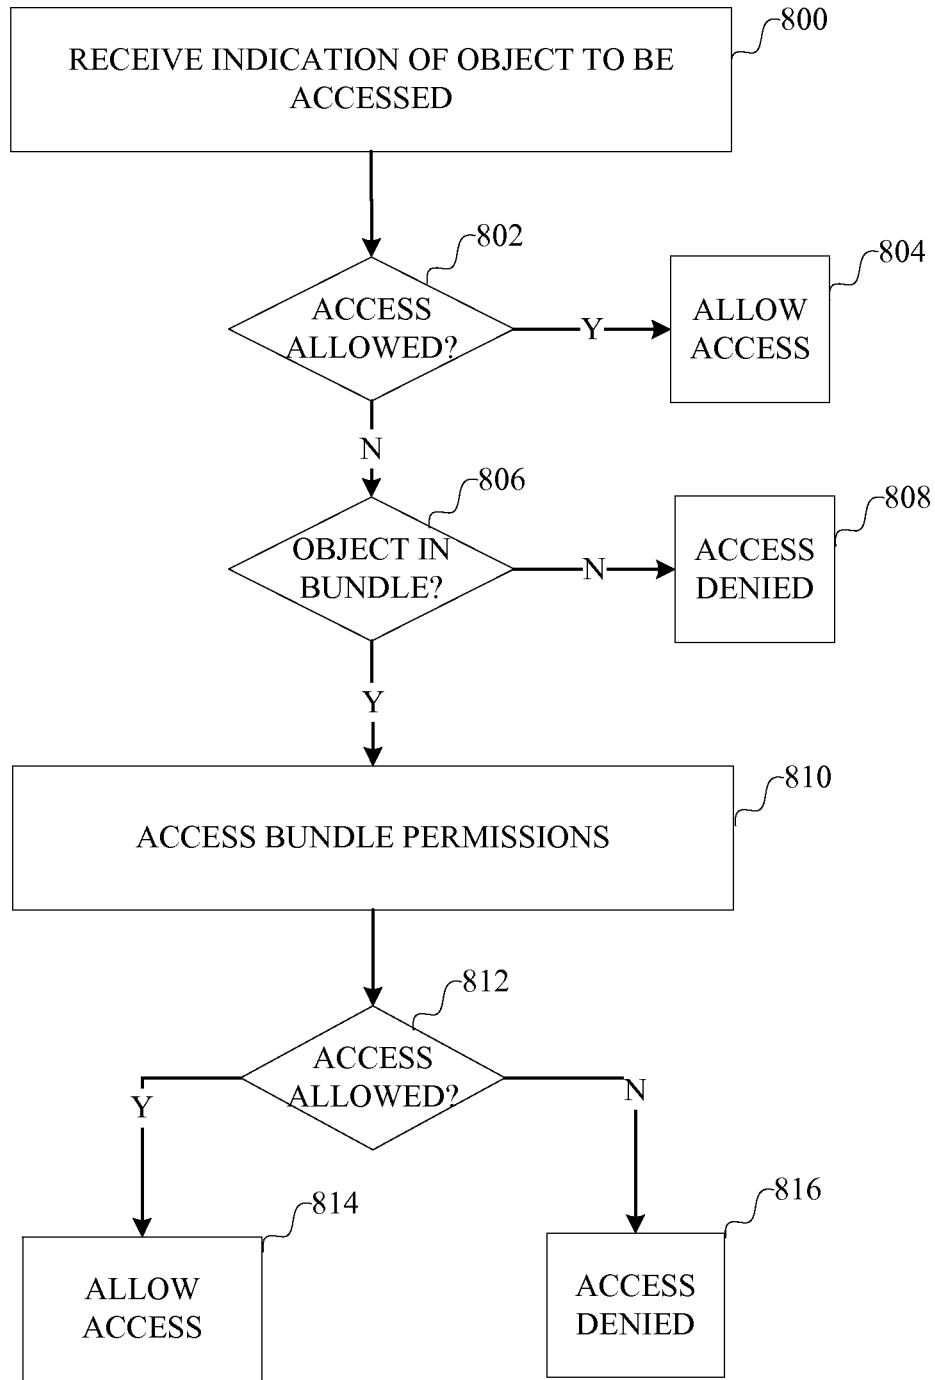 800
RECEIVE INDICATION OF OBJECT TO BE
ACCESSED
802
804
ACCESS
ALLOWED?
Y
ALLOW
ACCESS
N
806
808
OBJECT IN
BUNDLE?
N
ACCESS
DENIED
Y
810
ACCESS BUNDLE PERMISSIONS
812
ACCESS
ALLOWED?
Y
N
814
816
ALLOW
ACCESS
ACCESS
DENIED